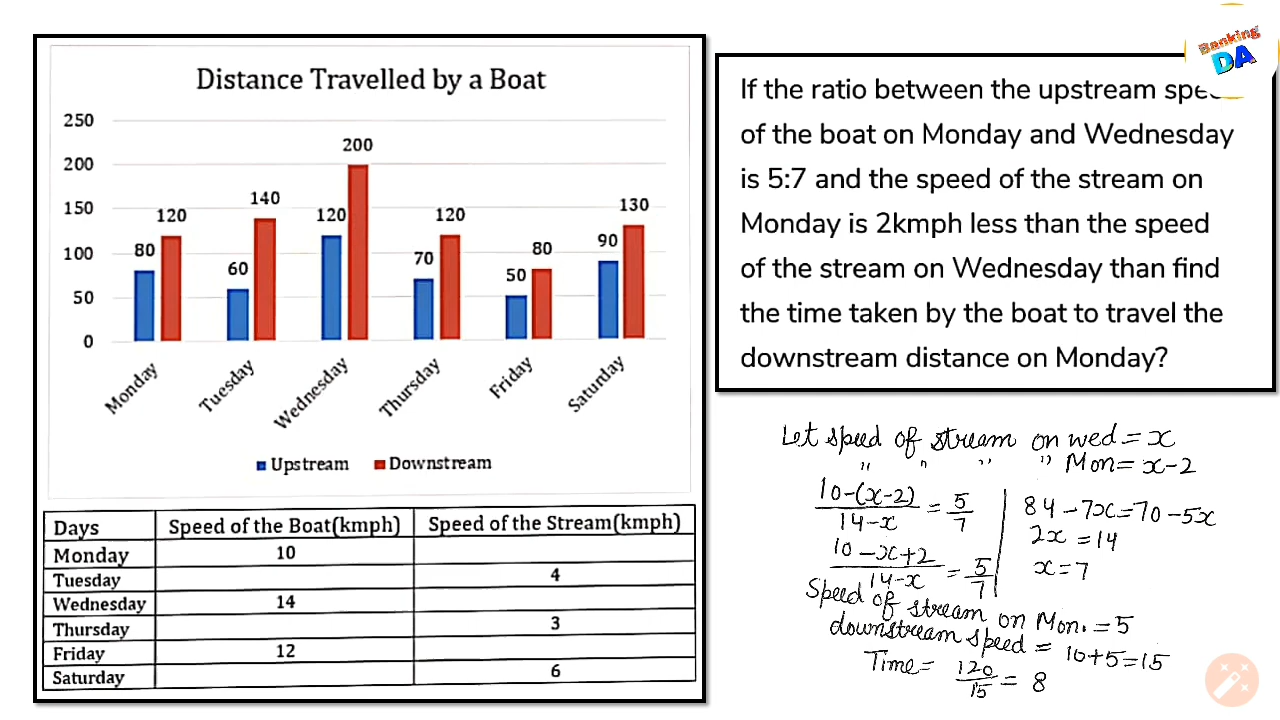 Banking
DA
Distance Travelled by a Boat
250
200
150
100
50
0
80
120
60
140
120
200
70
120
50
80
90
130
Monday
Tuesday
Wednesday
Thursday
Friday
Saturday
Upstream
Downstream
Days Speed of the Boat(kmph) Speed of the Stream(kmph)
Monday 10
Tuesday 4
Wednesday 14
Thursday 3
Friday 12
Saturday 6
If the ratio between the upstream speed
of the boat on Monday and Wednesday
is 5:7 and the speed of the stream on
Monday is 2kmph less than the speed
of the stream on Wednesday than find
the time taken by the boat to travel the
downstream distance on Monday?
Let speed of stream on wed = x
" " " " Mon = x-2
10-(x-2)/14-x = 5/7
10-x+2/14-x = 5/7
84-7x=70-5x
2x = 14
x = 7
Speed of stream on Mon. = 5
downstream speed = 10+5=15
Time = 120/15 = 8